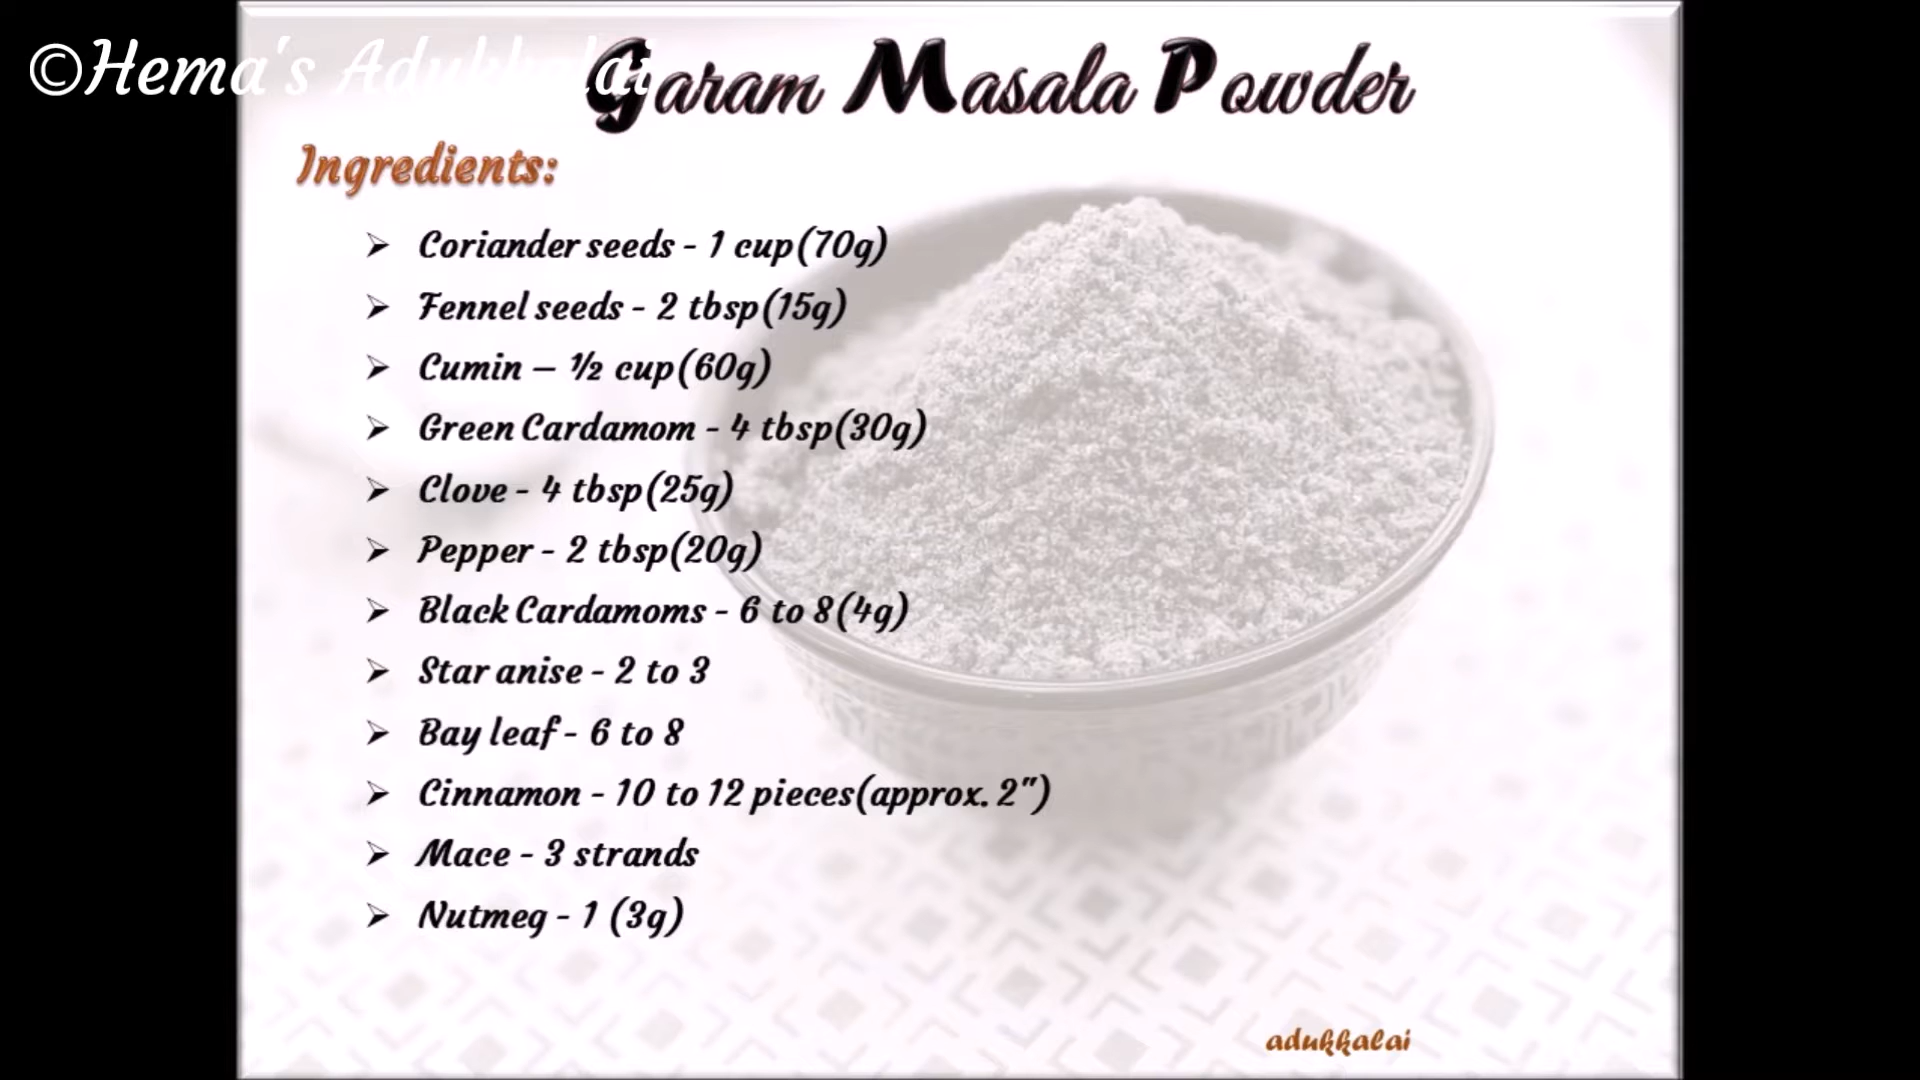 ©Hema's Adukkalai
Garam Masala Powder
Ingredients:
➢ Coriander seeds - 1 cup(70g)
➢ Fennel seeds - 2 tbsp(15g)
➢ Cumin – ½ cup(60g)
➢ Green Cardamom - 4 tbsp(30g)
➢ Clove - 4 tbsp(25g)
➢ Pepper - 2 tbsp(20g)
➢ Black Cardamoms - 6 to 8(4g)
➢ Star anise - 2 to 3
➢ Bay leaf - 6 to 8
➢ Cinnamon - 10 to 12 pieces(approx. 2")
➢ Mace - 3 strands
➢ Nutmeg - 1 (3g)
adukkalai